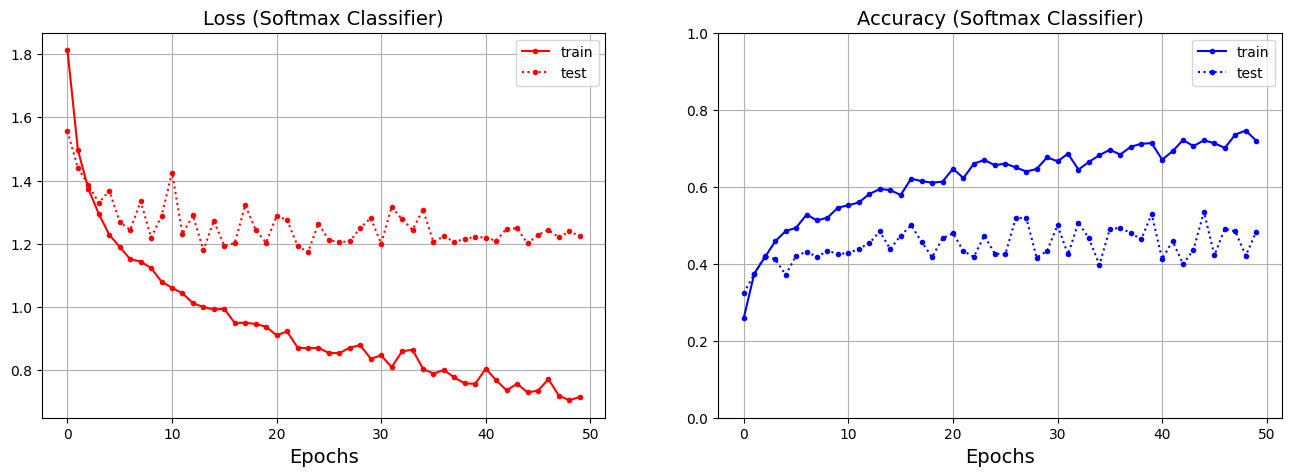 Loss (Softmax Classifier)
1.8
1.6
1.4
1.2
1.0
0.8
train
test
0 10 20 30 40 50
Epochs
Accuracy (Softmax Classifier)
1.0
0.8
0.6
0.4
0.2
0.0
train
test
0 10 20 30 40 50
Epochs